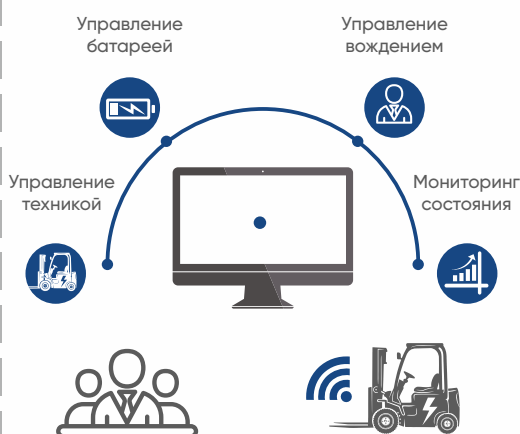 Управление
батареей
Управление
вождением
Управление
техникой
Мониторинг
состояния